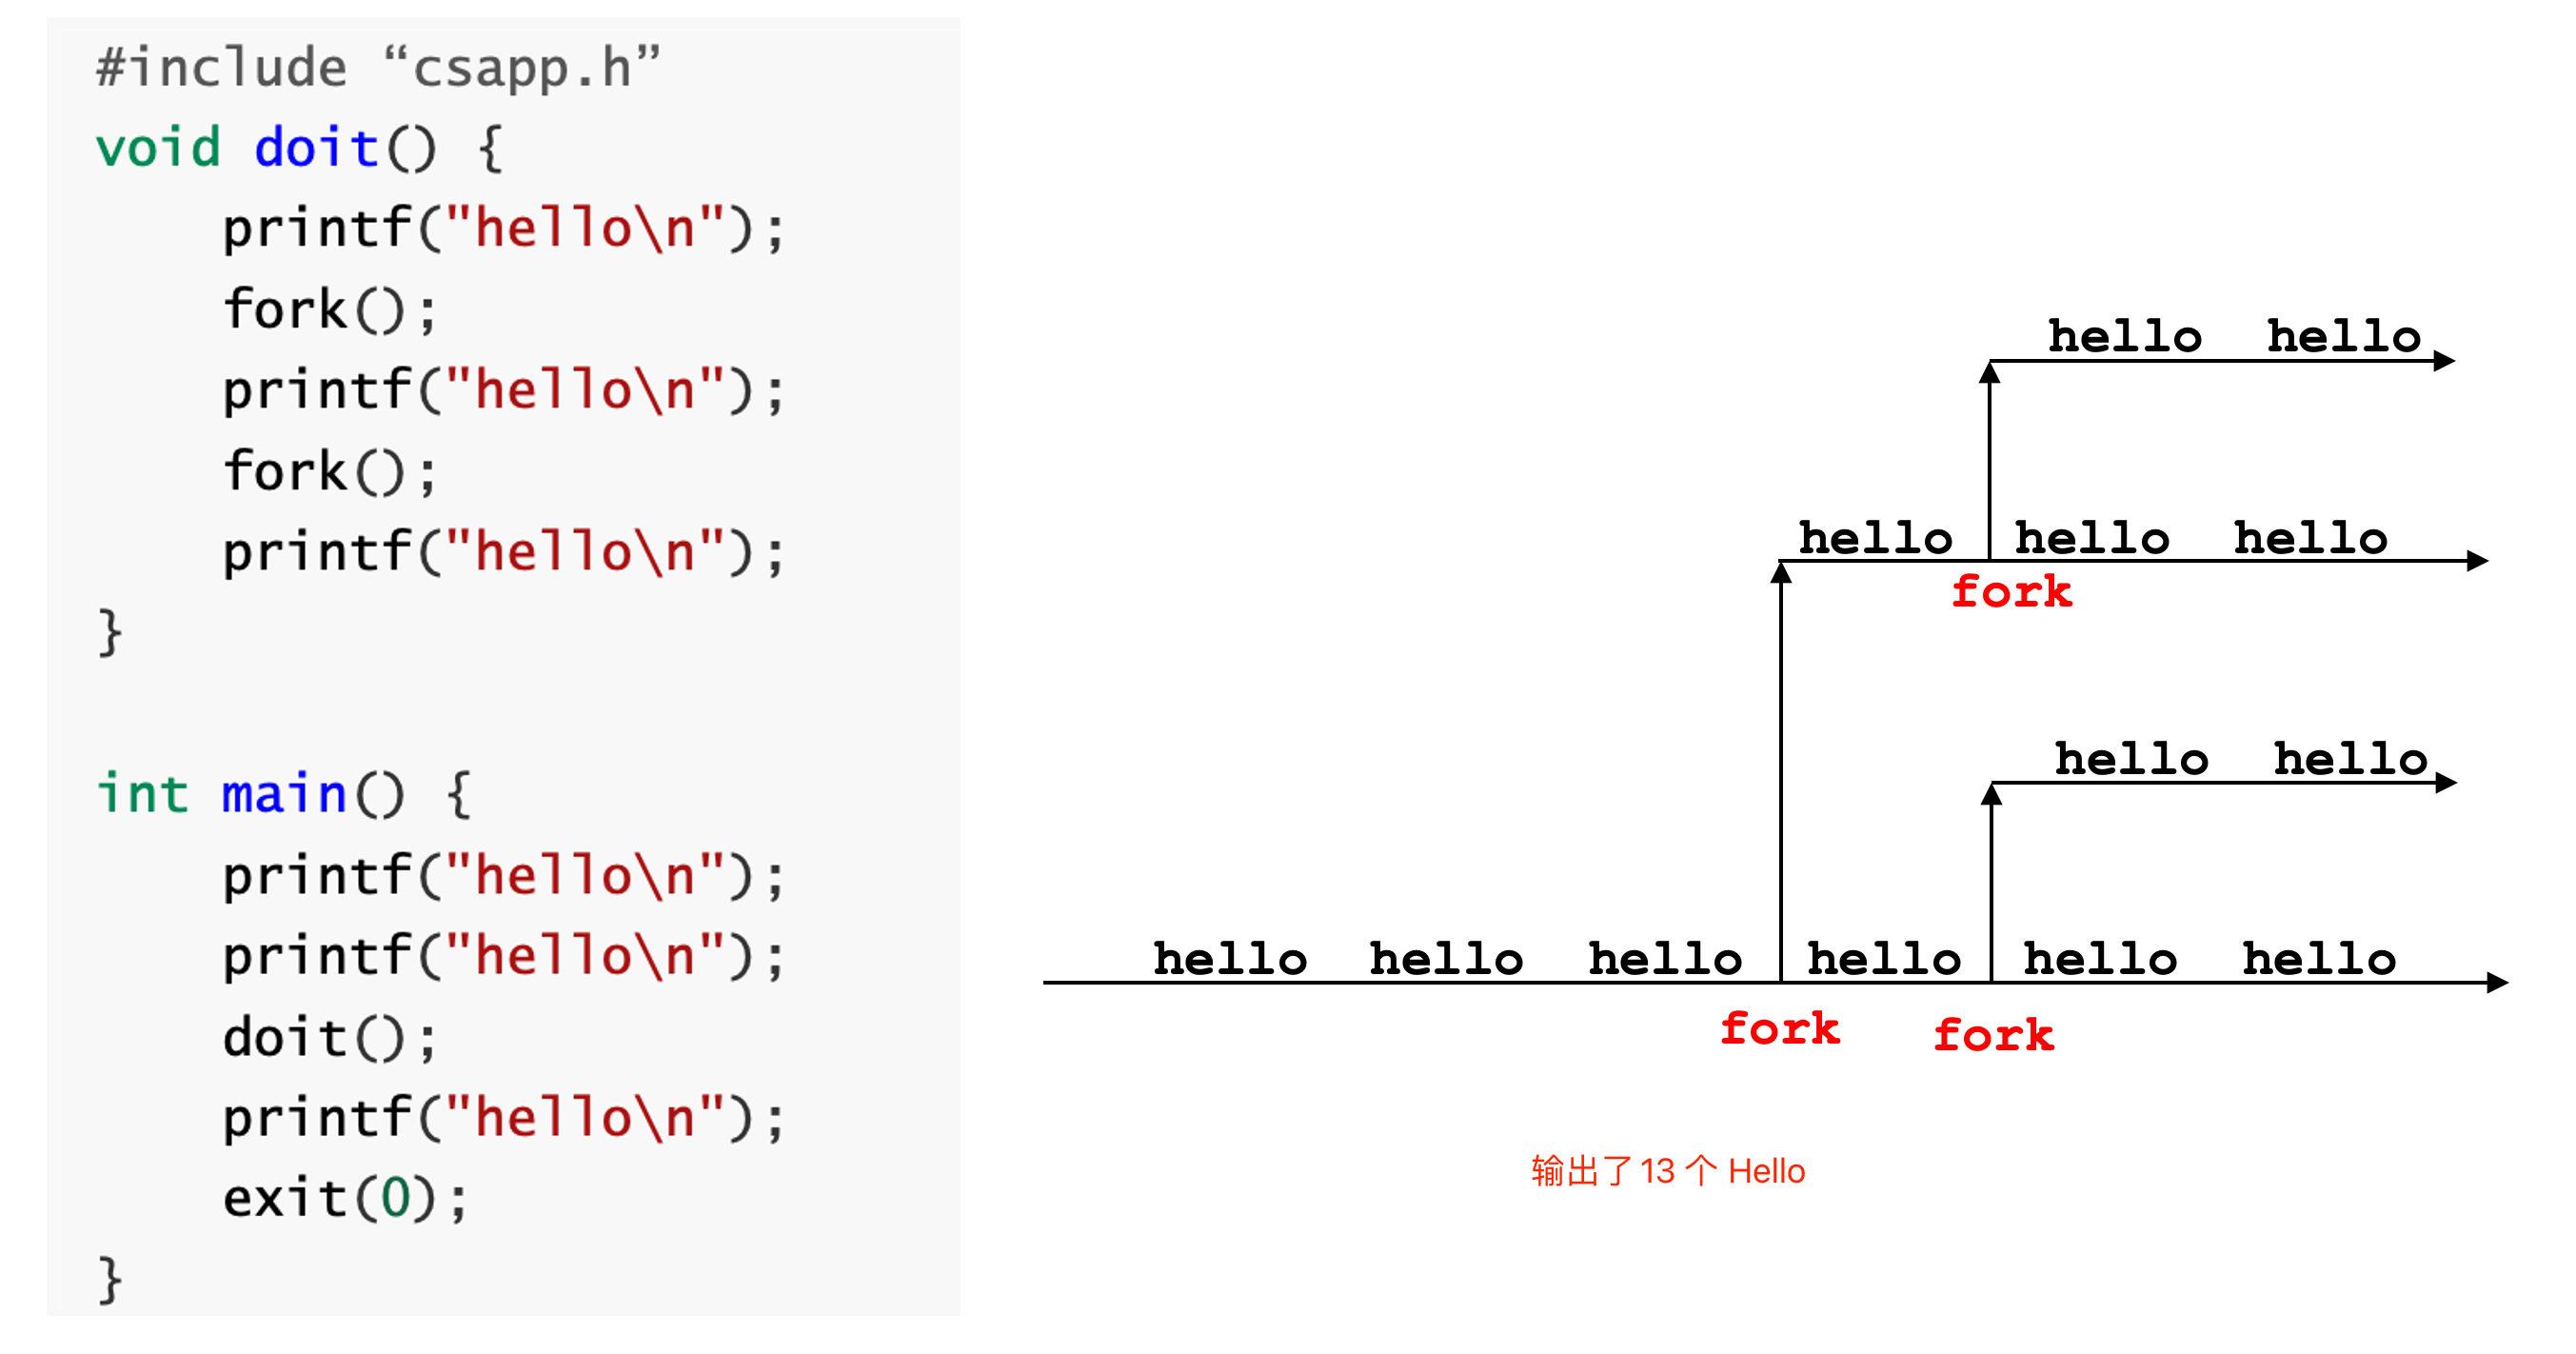 #include “csapp.h”
void doit() {
    printf("hello\n");
    fork();
    printf("hello\n");
    fork();
    printf("hello\n");
}
int main() {
    printf("hello\n");
    printf("hello\n");
    doit();
    printf("hello\n");
    exit(0);
}
hello hello
hello hello hello
fork
hello hello
hello hello hello hello hello hello
fork fork
输出了13 个 Hello